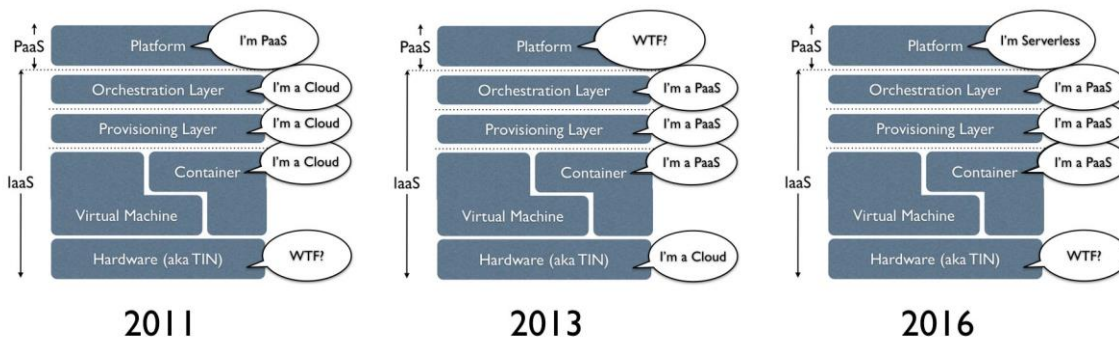 PaaS
Platform
I'm PaaS
Orchestration Layer
I'm a Cloud
Provisioning Layer
I'm a Cloud
IaaS
Container
I'm a Cloud
Virtual Machine
Hardware (aka TIN)
WTF?
2011
PaaS
Platform
WTF?
Orchestration Layer
I'm a PaaS
Provisioning Layer
I'm a PaaS
IaaS
Container
I'm a PaaS
Virtual Machine
Hardware (aka TIN)
I'm a Cloud
2013
PaaS
Platform
I'm Serverless
Orchestration Layer
I'm a PaaS
Provisioning Layer
I'm a PaaS
IaaS
Container
I'm a PaaS
Virtual Machine
Hardware (aka TIN)
WTF?
2016